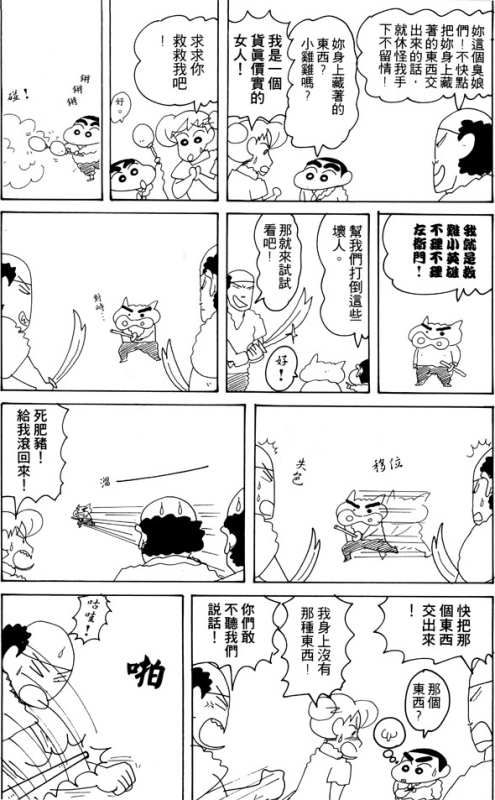 妳這個臭娘
們！不快點
把妳身上藏
著的東西交
出來的話，
就休怪我手
下不留情！
妳身上藏著的
東西？
小雞雞嗎？
我是一個
貨真價實的
女人！
求求你
救救我吧
！
好。
碰！
我就是救
難小英雄
不理不理
左衛門！
幫我們打倒這些
壞人。
好！
那就來試試
看吧！
對峙…
移位
失色
溜
死肥豬！
給我滾回來！
快把那
個東西
交出來
！
那個
東西？
我身上沒有
那種東西！
你們敢
不聽我們
說話！
啪
咕哇！